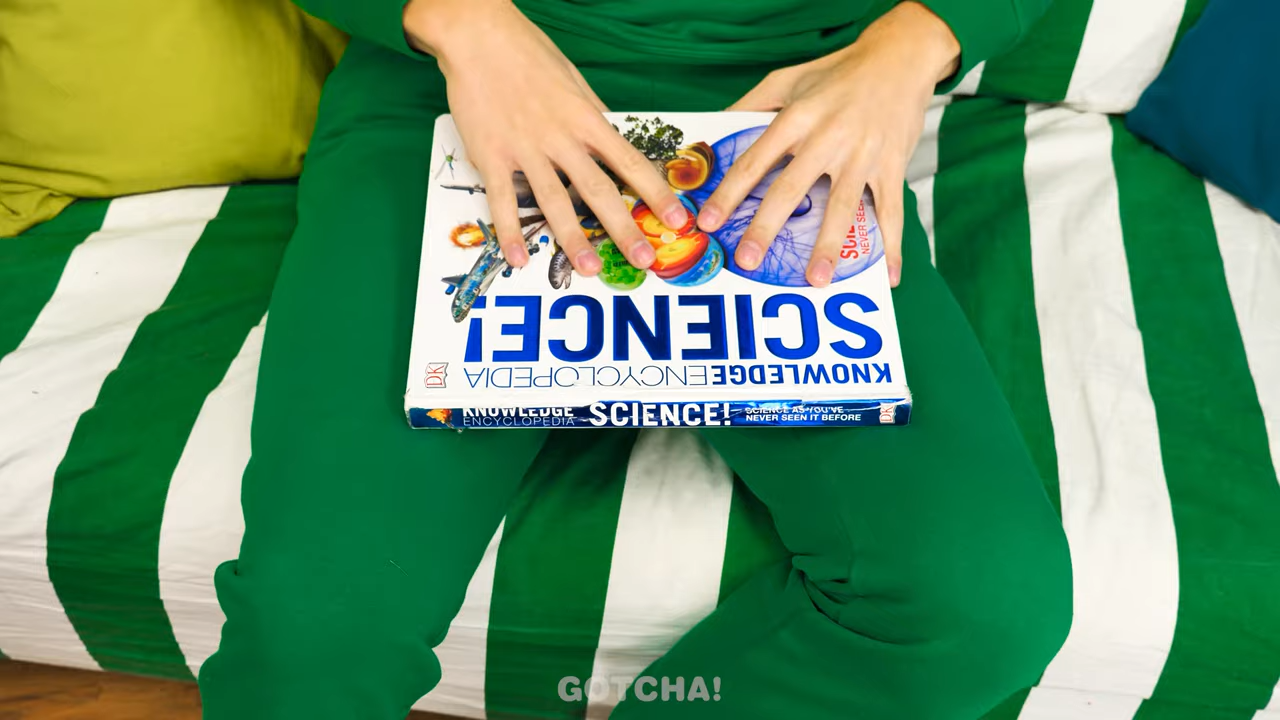 SCIENCE!
KNOWLEDGE ENCYCLOPEDIA
DK
KNOWLEDGE
ENCYCLOPEDIA
SCIENCE!
SCIENCE AS YOU'VE
NEVER SEEN IT BEFORE
DK
GOTCHA!